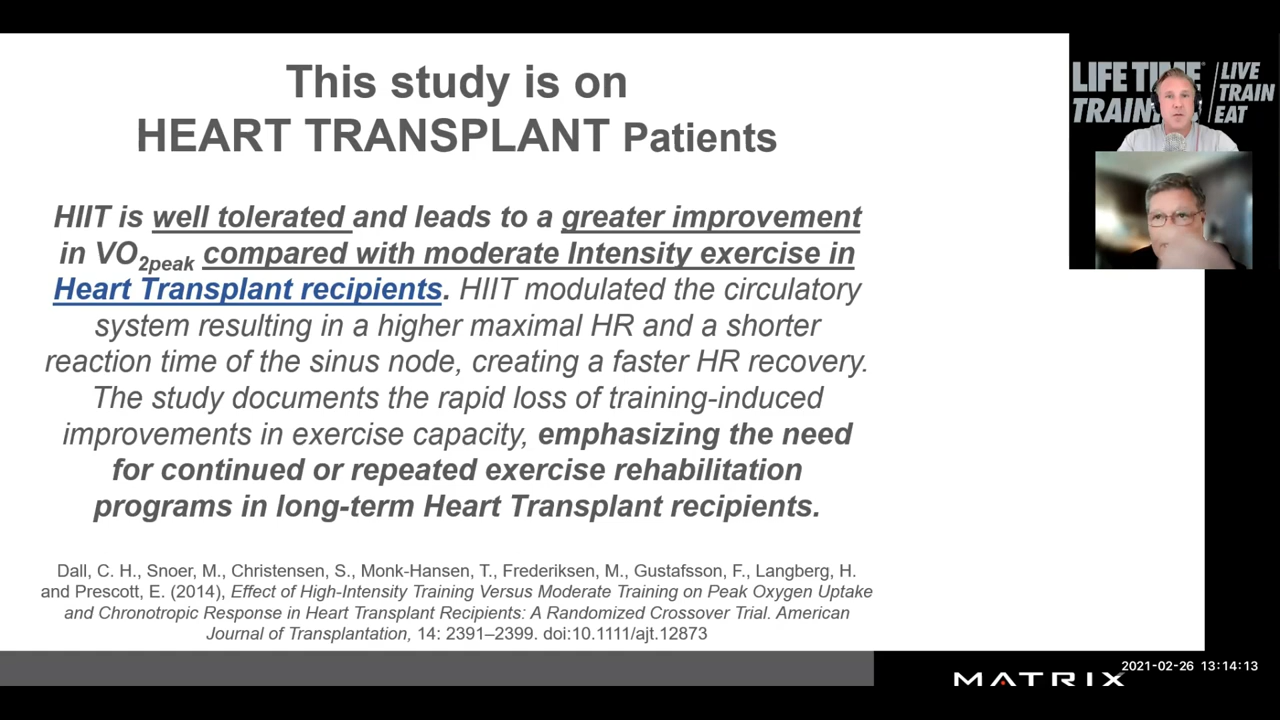 This study is on
HEART TRANSPLANT Patients
HIIT is well tolerated and leads to a greater improvement
in VO2peak compared with moderate Intensity exercise in
Heart Transplant recipients. HIIT modulated the circulatory
system resulting in a higher maximal HR and a shorter
reaction time of the sinus node, creating a faster HR recovery.
The study documents the rapid loss of training-induced
improvements in exercise capacity, emphasizing the need
for continued or repeated exercise rehabilitation
programs in long-term Heart Transplant recipients.
Dall, C. H., Snoer, M., Christensen, S., Monk-Hansen, T., Frederiksen, M., Gustafsson, F., Langberg, H.
and Prescott, E. (2014), Effect of High-Intensity Training Versus Moderate Training on Peak Oxygen Uptake
and Chronotropic Response in Heart Transplant Recipients: A Randomized Crossover Trial. American
Journal of Transplantation, 14: 2391–2399. doi:10.1111/ajt.12873
LIFE TIME
LIVE
TRAIN
EAT
2021-02-26 13:14:13
MATRIX